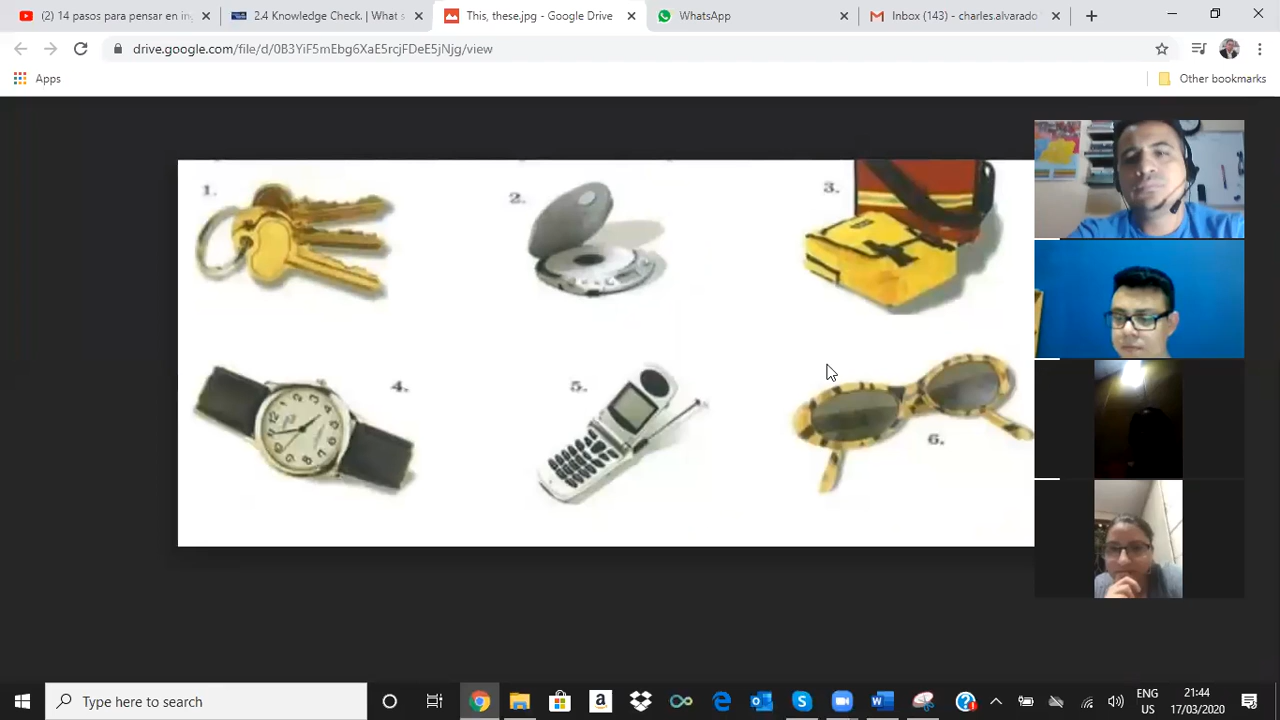 (2) 14 pasos para pensar en i
2.4 Knowledge Check. | What
This, these.jpg - Google Drive
WhatsApp
Inbox (143) - charles.alvarado
drive.google.com/file/d/0B3YiF5mEbg6XaE5rcjFDeE5jNjg/view
Apps
Other bookmarks
1.
2.
3.
4.
5.
6.
Type here to search
ENG
US
21:44
17/03/2020